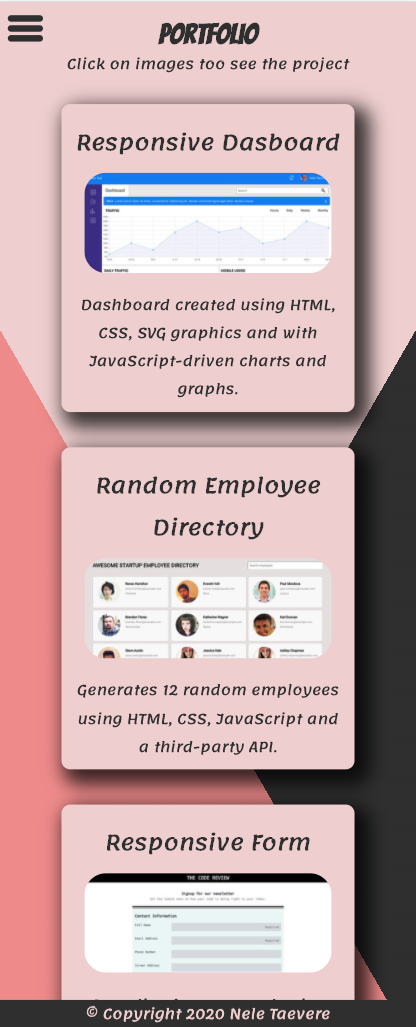 PORTFOLIO
Click on images too see the project
Responsive Dasboard
Dashboard
Search
TRAFFIC
Hourly Daily Weekly Monthly
DAILY TRAFFIC MOBILE USERS
Dashboard created using HTML,
CSS, SVG graphics and with
JavaScript-driven charts and
graphs.
Random Employee
Directory
AWESOME STARTUP EMPLOYEE DIRECTORY
Generates 12 random employees
using HTML, CSS, JavaScript and
a third-party API.
Responsive Form
THE CODE REVIEW
Signup for our newsletter
Contact Information
Full Name
Email Address
Phone Number
Street Address
© Copyright 2020 Nele Taevere